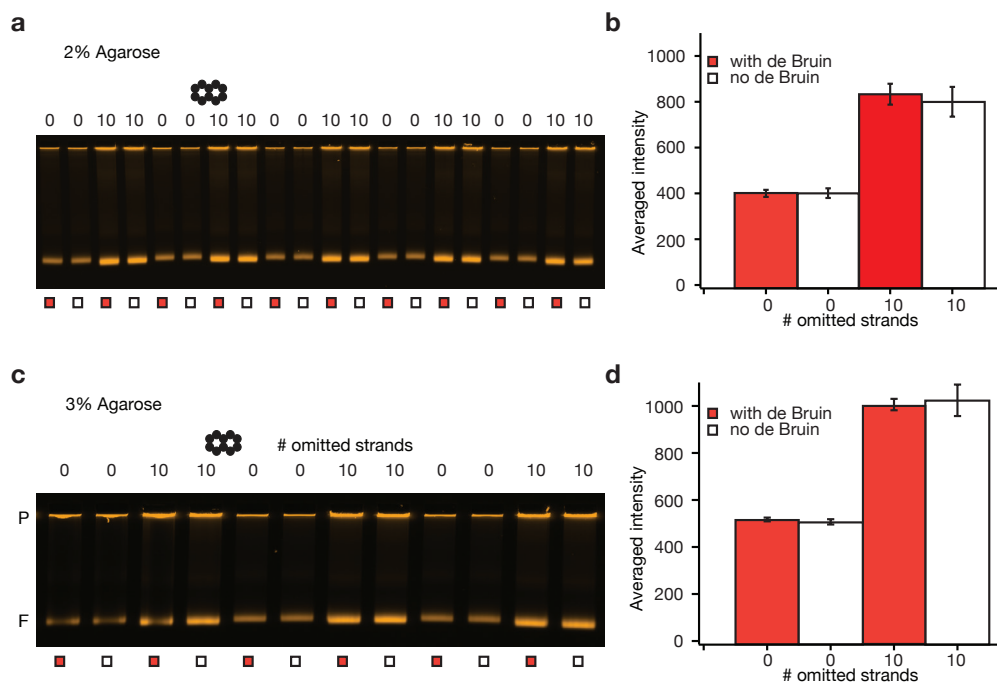 a
2% Agarose
0 0 10 10 0 0 10 10 0 0 10 10 0 0 10 10 0 0 10 10
b
1000
800
600
400
200
0
Averaged intensity
with de Bruin
no de Bruin
0 0 10 10
# omitted strands
c
3% Agarose
# omitted strands
0 0 10 10 0 0 10 10 0 0 10 10
P
F
d
1000
800
600
400
200
0
Averaged intensity
with de Bruin
no de Bruin
0 0 10 10
# omitted strands